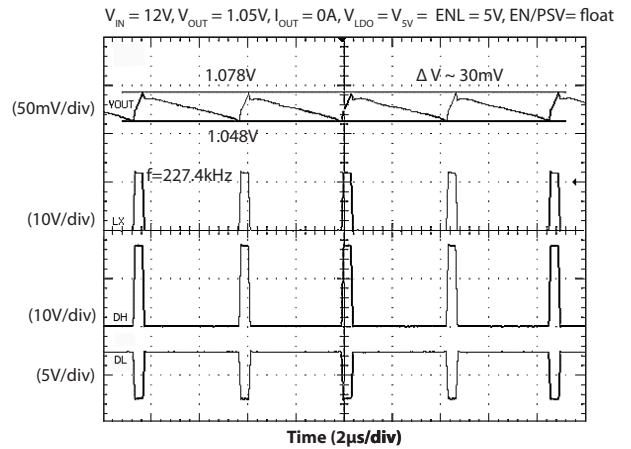 V_IN = 12V, V_OUT = 1.05V, I_OUT = 0A, V_LDO = V_5V = ENL = 5V, EN/PSV= float
1.078V
Δ V ~ 30mV
(50mV/div)
VOUT
1.048V
f=227.4kHz
(10V/div)
LX
(10V/div)
DH
DL
(5V/div)
Time (2µs/div)